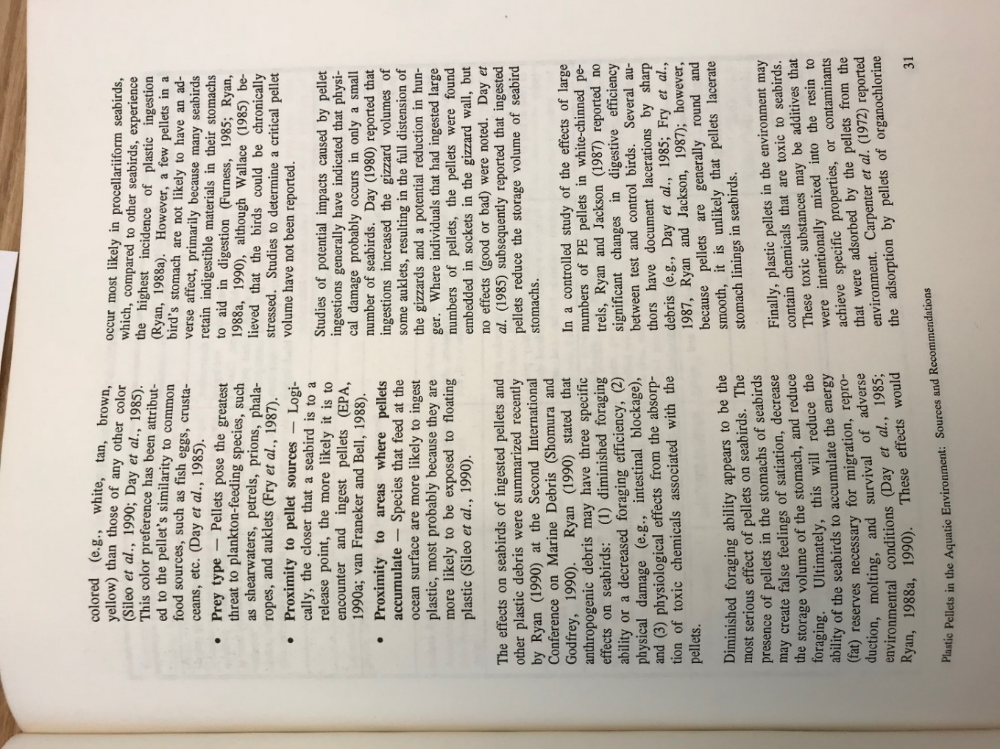 colored (e.g., white, tan, brown,
yellow) than those of any other color
(Sileo et al., 1990; Day et al., 1985).
This color preference has been attribut-
ed to the pellet's similarity to common
food sources, such as fish eggs, crusta-
ceans, etc. (Day et al., 1985).
• Prey type — Pellets pose the greatest
threat to plankton-feeding species, such
as shearwaters, petrels, prions, phala-
ropes, and auklets (Fry et al., 1987).
• Proximity to pellet sources — Logi-
cally, the closer that a seabird is to a
release point, the more likely it is to
encounter and ingest pellets (EPA,
1990a; van Franeker and Bell, 1988).
• Proximity to areas where pellets
accumulate — Species that feed at the
ocean surface are more likely to ingest
plastic, most probably because they are
more likely to be exposed to floating
plastic (Sileo et al., 1990).
The effects on seabirds of ingested pellets and
other plastic debris were summarized recently
by Ryan (1990) at the Second International
Conference on Marine Debris (Shomura and
Godfrey, 1990). Ryan (1990) stated that
anthropogenic debris may have three specific
effects on seabirds: (1) diminished foraging
ability or a decreased foraging efficiency, (2)
physical damage (e.g., intestinal blockage),
and (3) physiological effects from the absorp-
tion of toxic chemicals associated with the
pellets.
Diminished foraging ability appears to be the
most serious effect of pellets on seabirds. The
presence of pellets in the stomachs of seabirds
may create false feelings of satiation, decrease
the storage volume of the stomach, and reduce
foraging. Ultimately, this will reduce the
ability of the seabirds to accumulate the energy
(fat) reserves necessary for migration, repro-
duction, molting, and survival of adverse
environmental conditions (Day et al., 1985;
Ryan, 1988a, 1990). These effects would
occur most likely in procellariiform seabirds,
which, compared to other seabirds, experience
the highest incidence of plastic ingestion
(Ryan, 1988a). However, a few pellets in a
bird's stomach are not likely to have an ad-
verse affect, primarily because many seabirds
retain indigestible materials in their stomachs
to aid in digestion (Furness, 1985; Ryan,
1988a, 1990), although Wallace (1985) be-
lieved that the birds could be chronically
stressed. Studies to determine a critical pellet
volume have not been reported.
Studies of potential impacts caused by pellet
ingestions generally have indicated that physi-
cal damage probably occurs in only a small
number of seabirds. Day (1980) reported that
ingestions increased the gizzard volumes of
some auklets, resulting in the full distension of
the gizzards and a potential reduction in hun-
ger. Where individuals that had ingested large
numbers of pellets, the pellets were found
embedded in sockets in the gizzard wall, but
no effects (good or bad) were noted. Day et
al. (1985) subsequently reported that ingested
pellets reduce the storage volume of seabird
stomachs.
In a controlled study of the effects of large
numbers of PE pellets in white-chinned pe-
trels, Ryan and Jackson (1987) reported no
significant changes in digestive efficiency
between test and control birds. Several au-
thors have document lacerations by sharp
debris (e.g., Day et al., 1985; Fry et al.,
1987, Ryan and Jackson, 1987); however,
because pellets are generally round and
smooth, it is unlikely that pellets lacerate
stomach linings in seabirds.
Finally, plastic pellets in the environment may
contain chemicals that are toxic to seabirds.
These toxic substances may be additives that
were intentionally mixed into the resin to
achieve specific properties, or contaminants
that were adsorbed by the pellets from the
environment. Carpenter et al. (1972) reported
the adsorption by pellets of organochlorine
Plastic Pellets in the Aquatic Environment: Sources and Recommendations
31